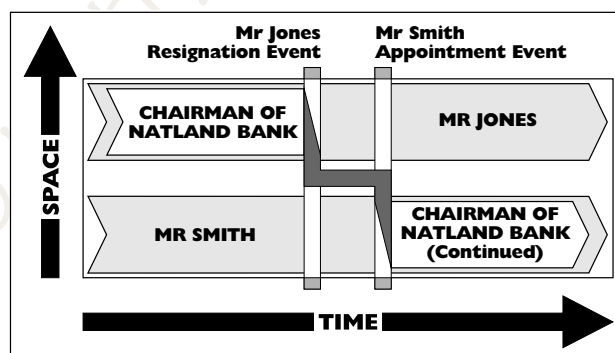 Mr Jones
Resignation Event
Mr Smith
Appointment Event
SPACE
CHAIRMAN OF
NATLAND BANK
MR JONES
MR SMITH
CHAIRMAN OF
NATLAND BANK
(Continued)
TIME